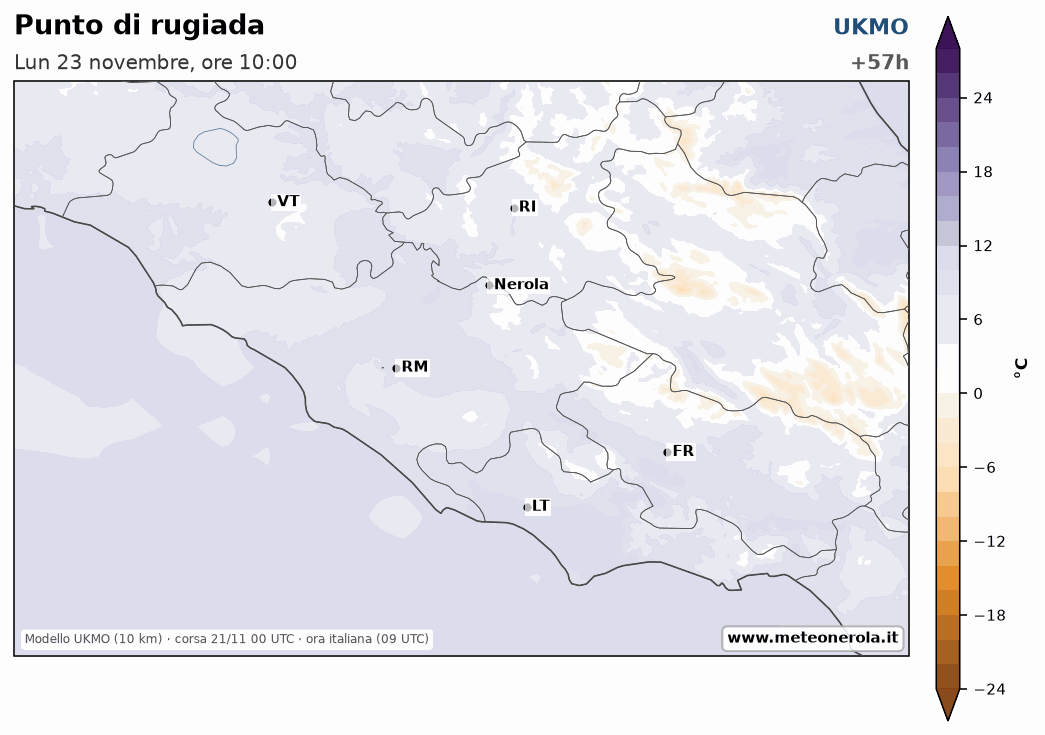 Punto di rugiada
UKMO
Lun 23 novembre, ore 10:00
+57h
24
18
12
6
0
−6
−12
−18
−24
°C
VT
RI
Nerola
RM
FR
LT
Modello UKMO (10 km) · corsa 21/11 00 UTC · ora italiana (09 UTC)
www.meteonerola.it